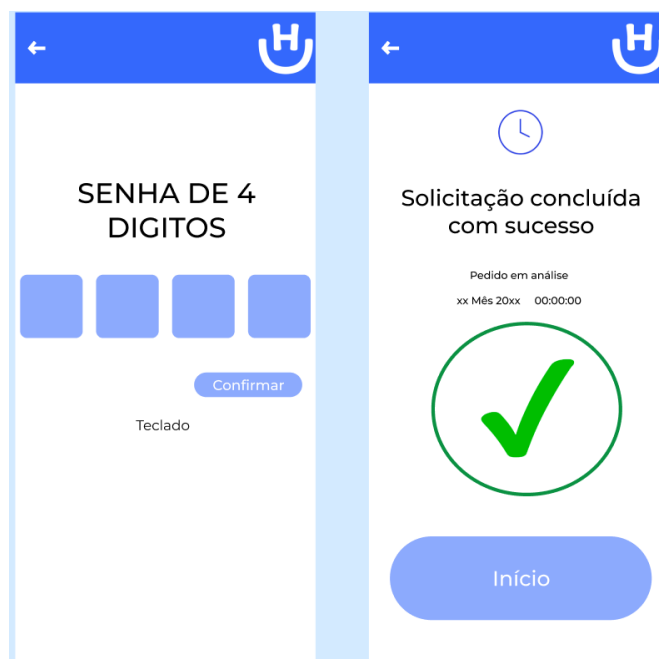 H
SENHA DE 4
DIGITOS
Confirmar
Teclado
H
Solicitação concluída
com sucesso
Pedido em análise
xx Mês 20xx 00:00:00
Início